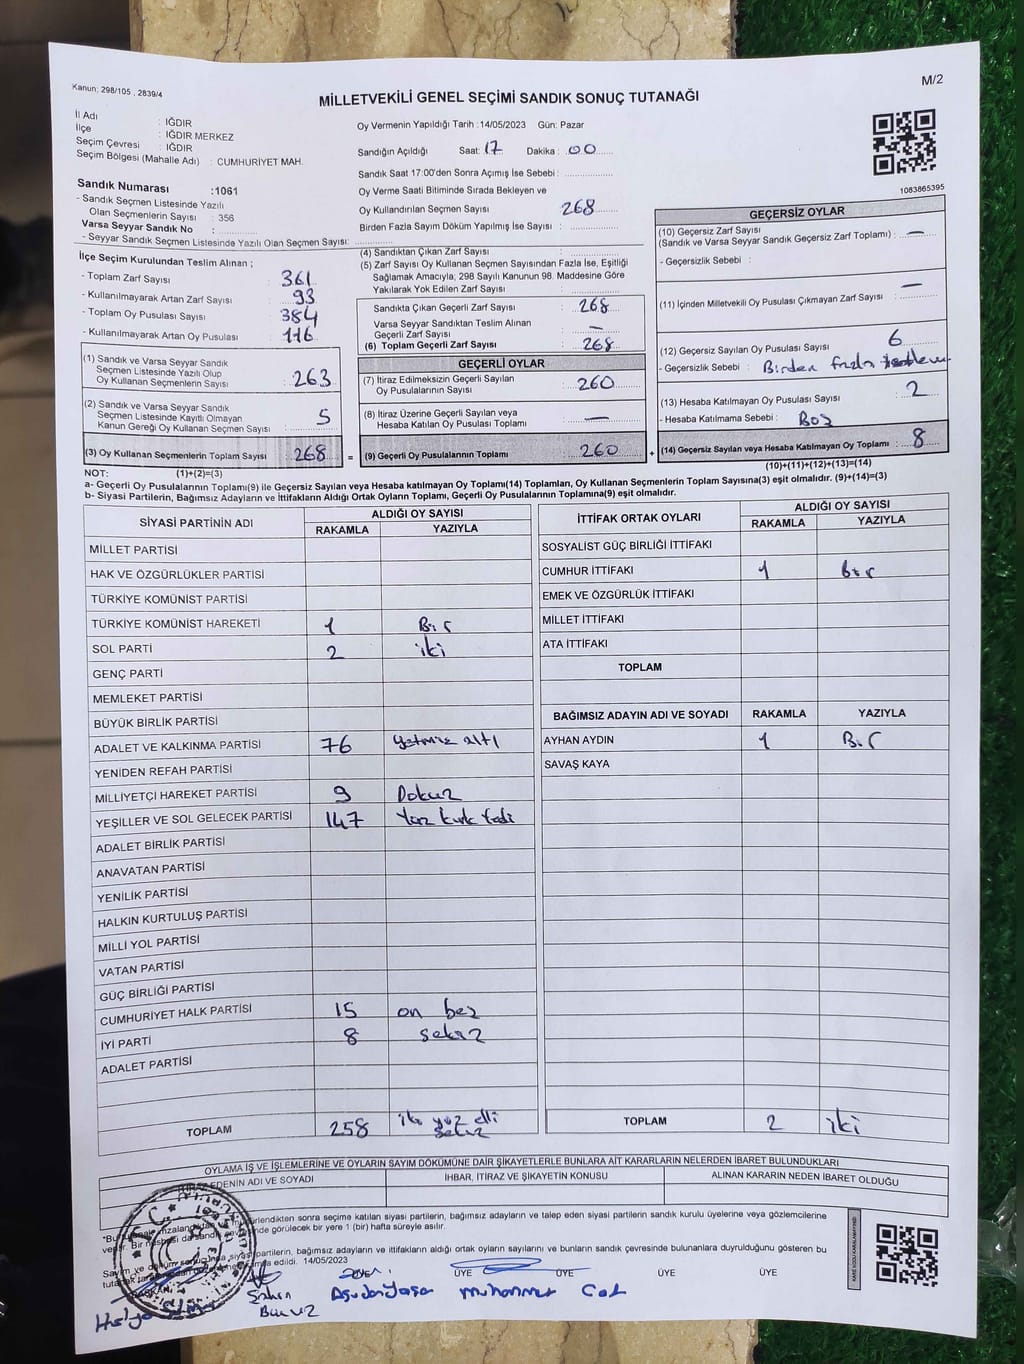 Kanun; 298/105 , 2839/4
M/2
MİLLETVEKİLİ GENEL SEÇİMİ SANDIK SONUÇ TUTANAĞI
İl Adı : IĞDIR
İlçe : IĞDIR MERKEZ
Seçim Çevresi : IĞDIR
Seçim Bölgesi (Mahalle Adı) : CUMHURİYET MAH.
Sandık Numarası :1061
- Sandık Seçmen Listesinde Yazılı
Olan Seçmenlerin Sayısı : 356
Varsa Seyyar Sandık No :
- Seyyar Sandık Seçmen Listesinde Yazılı Olan Seçmen Sayısı:
Oy Vermenin Yapıldığı Tarih :14/05/2023 Gün: Pazar
Sandığın Açıldığı Saat: 17 Dakika : 00
Sandık Saat 17:00'den Sonra Açımış İse Sebebi :
Oy Verme Saati Bitiminde Sırada Bekleyen ve
Oy Kullandırılan Seçmen Sayısı 268
Birden Fazla Sayım Döküm Yapılmış İse Sayısı :
1083865395
İlçe Seçim Kurulundan Teslim Alınan ;
- Toplam Zarf Sayısı : 361
- Kullanılmayarak Artan Zarf Sayısı : 93
- Toplam Oy Pusulası Sayısı : 384
- Kullanılmayarak Artan Oy Pusulası : 116
(1) Sandık ve Varsa Seyyar Sandık
Seçmen Listesinde Yazılı Olup
Oy Kullanan Seçmenlerin Sayısı : 263
(2) Sandık ve Varsa Seyyar Sandık
Seçmen Listesinde Kayıtlı Olmayan
Kanun Gereği Oy Kullanan Seçmen Sayısı : 5
(3) Oy Kullanan Seçmenlerin Toplam Sayısı : 268 =
(4) Sandıktan Çıkan Zarf Sayısı :
(5) Zarf Sayısı Oy Kullanan Seçmen Sayısından Fazla İse, Eşitliği
Sağlamak Amacıyla; 298 Sayılı Kanunun 98. Maddesine Göre
Yakılarak Yok Edilen Zarf Sayısı :
Sandıkta Çıkan Geçerli Zarf Sayısı : 268
Varsa Seyyar Sandıktan Teslim Alınan
Geçerli Zarf Sayısı : —
(6) Toplam Geçerli Zarf Sayısı : 268
GEÇERLİ OYLAR
(7) İtiraz Edilmeksizin Geçerli Sayılan
Oy Pusulalarının Sayısı : 260
(8) İtiraz Üzerine Geçerli Sayılan veya
Hesaba Katılan Oy Pusulası Toplamı : —
(9) Geçerli Oy Pusulalarının Toplamı : 260 +
GEÇERSİZ OYLAR
(10) Geçersiz Zarf Sayısı
(Sandık ve Varsa Seyyar Sandık Geçersiz Zarf Toplamı) : —
- Geçersizlik Sebebi :
(11) İçinden Milletvekili Oy Pusulası Çıkmayan Zarf Sayısı : —
(12) Geçersiz Sayılan Oy Pusulası Sayısı : 6
- Geçersizlik Sebebi : Birden fazla
(13) Hesaba Katılmayan Oy Pusulası Sayısı : 2
- Hesaba Katılmama Sebebi : Boş
(14) Geçersiz Sayılan veya Hesaba Katılmayan Oy Toplamı : 8
NOT: (1)+(2)=(3)
(10)+(11)+(12)+(13)=(14)
a- Geçerli Oy Pusulalarının Toplamı(9) ile Geçersiz Sayılan veya Hesaba Katılmayan Oy Toplamı(14) Toplamları, Oy Kullanan Seçmenlerin Toplam Sayısına(3) eşit olmalıdır. (9)+(14)=(3)
b- Siyasi Partilerin, Bağımsız Adayların ve İttifakların Aldığı Ortak Oyların Toplamı, Geçerli Oy Pusulalarının Toplamına(9) eşit olmalıdır.
SİYASİ PARTİNİN ADI ALDIĞI OY SAYISI
RAKAMLA YAZIYLA
MİLLET PARTİSİ
HAK VE ÖZGÜRLÜKLER PARTİSİ
TÜRKİYE KOMÜNİST PARTİSİ
TÜRKİYE KOMÜNİST HAREKETİ 1 Bir
SOL PARTİ 2 iki
GENÇ PARTİ
MEMLEKET PARTİSİ
BÜYÜK BİRLİK PARTİSİ
ADALET VE KALKINMA PARTİSİ 76 yetmiş altı
YENİDEN REFAH PARTİSİ
MİLLİYETÇİ HAREKET PARTİSİ 9 Dokuz
YEŞİLLER VE SOL GELECEK PARTİSİ 147 Yüz kırk Yedi
ADALET BİRLİK PARTİSİ
ANAVATAN PARTİSİ
YENİLİK PARTİSİ
HALKIN KURTULUŞ PARTİSİ
MİLLİ YOL PARTİSİ
VATAN PARTİSİ
GÜÇ BİRLİĞİ PARTİSİ
CUMHURİYET HALK PARTİSİ 15 on beş
İYİ PARTİ 8 sekiz
ADALET PARTİSİ
TOPLAM 258 iki yüz elli sekiz
İTTİFAK ORTAK OYLARI ALDIĞI OY SAYISI
RAKAMLA YAZIYLA
SOSYALİST GÜÇ BİRLİĞİ İTTİFAKI
CUMHUR İTTİFAKI 1 bir
EMEK VE ÖZGÜRLÜK İTTİFAKI
MİLLET İTTİFAKI
ATA İTTİFAKI
TOPLAM
BAĞIMSIZ ADAYIN ADI VE SOYADI RAKAMLA YAZIYLA
AYHAN AYDIN 1 Bir
SAVAŞ KAYA
TOPLAM 2 iki
OYLAMA İŞ VE İŞLEMLERİNE VE OYLARIN SAYIM DÖKÜMÜNE DAİR ŞİKAYETLERLE BUNLARA AİT KARARLARIN NELERDEN İBARET BULUNDUKLARI
EDENİN ADI VE SOYADI İHBAR, İTİRAZ VE ŞİKAYETİN KONUSU ALINAN KARARIN NEDEN İBARET OLDUĞU
sonra seçime katılan siyasi partilerin, bağımsız adayların ve talep eden siyasi partilerin sandık kurulu üyelerine veya gözlemcilerine
verilir. Bir nüshası da sandık çevresinde görülecek bir yere 1 (bir) hafta süreyle asılır.
Sayım ve döküm siyasi partilerin, bağımsız adayların ve ittifakların aldığı ortak oyların sayılarını ve bunların sandık çevresinde bulunanlara duyrulduğunu gösteren bu
edildi. 14/05/2023
BAŞKAN ÜYE ÜYE ÜYE ÜYE
Şahin